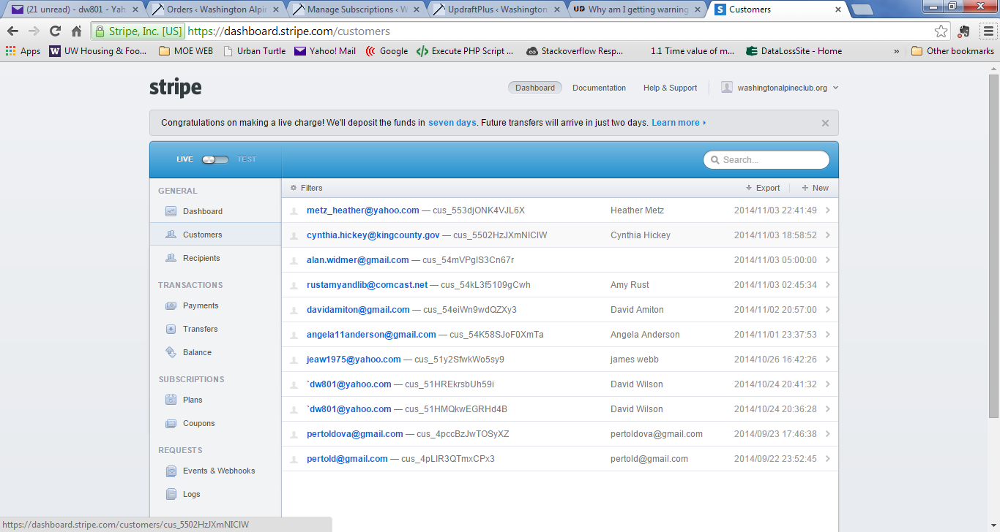 (21 unread) - dw801 - Yah
Orders ‹ Washington Alpin
Manage Subscriptions ‹ W
UpdraftPlus ‹ Washington
Why am I getting warning
Customers
Stripe, Inc. [US] https://dashboard.stripe.com/customers
Apps UW Housing & Foo... MOE WEB Urban Turtle Yahoo! Mail Google Execute PHP Script ... Stackoverflow Resp... 1.1 Time value of m... DataLossSite - Home » Other bookmarks
stripe
Dashboard Documentation Help & Support washingtonalpineclub.org
Congratulations on making a live charge! We'll deposit the funds in seven days. Future transfers will arrive in just two days. Learn more
LIVE TEST Search...
GENERAL
Dashboard
Customers
Recipients
TRANSACTIONS
Payments
Transfers
Balance
SUBSCRIPTIONS
Plans
Coupons
REQUESTS
Events & Webhooks
Logs
Filters Export + New
metz_heather@yahoo.com — cus_553djONK4VJL6X Heather Metz 2014/11/03 22:41:49
cynthia.hickey@kingcounty.gov — cus_5502HzJXmNIClW Cynthia Hickey 2014/11/03 18:58:52
alan.widmer@gmail.com — cus_54mVPglS3Cn67r 2014/11/03 05:00:00
rustamyandlib@comcast.net — cus_54kL3f5109gCwh Amy Rust 2014/11/03 02:45:34
davidamiton@gmail.com — cus_54eiWn9wdQZXy3 David Amiton 2014/11/02 20:57:00
angela11anderson@gmail.com — cus_54K58SJoF0XmTa Angela Anderson 2014/11/01 23:37:53
jeaw1975@yahoo.com — cus_51y2SfwkWo5sy9 james webb 2014/10/26 16:42:26
`dw801@yahoo.com — cus_51HREkrsbUh59i David Wilson 2014/10/24 20:41:32
`dw801@yahoo.com — cus_51HMQkwEGRHd4B David Wilson 2014/10/24 20:36:28
pertoldova@gmail.com — cus_4pccBzJwTOSyXZ pertoldova@gmail.com 2014/09/23 17:46:38
pertold@gmail.com — cus_4pLIR3QTmxCPx3 pertold@gmail.com 2014/09/22 23:52:45
https://dashboard.stripe.com/customers/cus_5502HzJXmNIClW